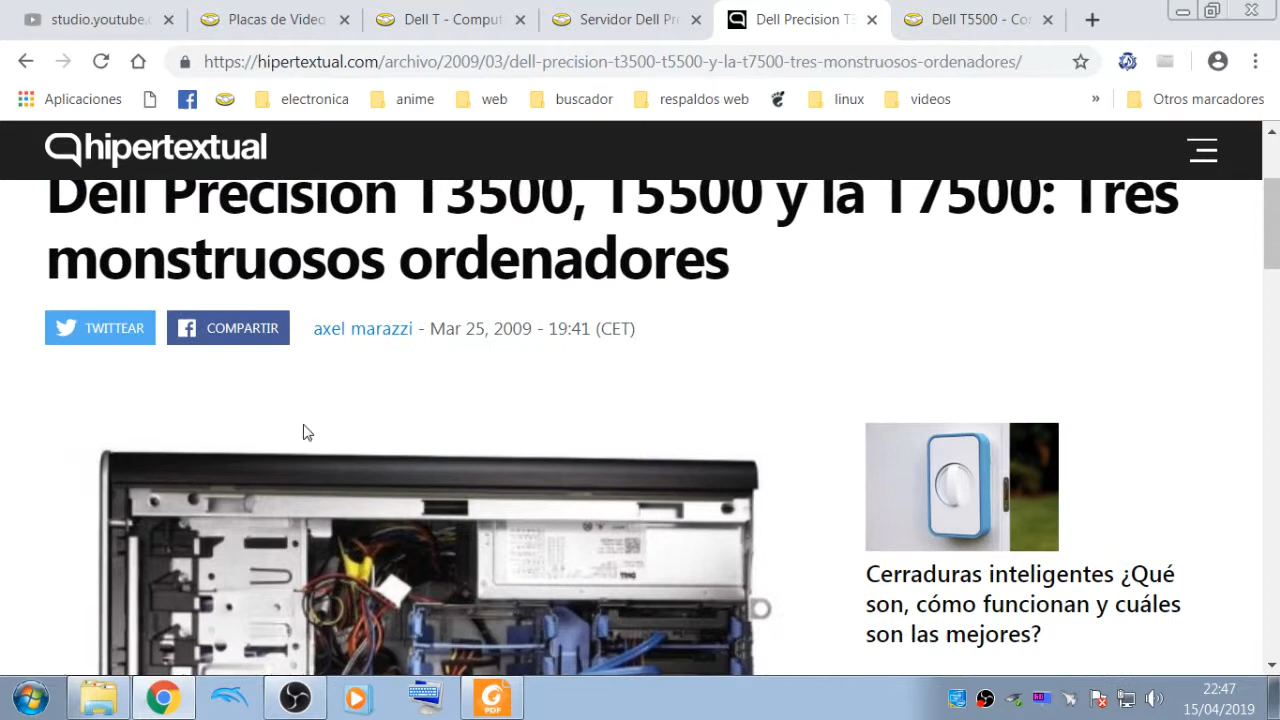 studio.youtube.c
Placas de Video
Dell T - Comput
Servidor Dell Pre
Dell Precision T3
Dell T5500 - Co
https://hipertextual.com/archivo/2009/03/dell-precision-t3500-t5500-y-la-t7500-tres-monstruosos-ordenadores/
Aplicaciones
electronica
anime
web
buscador
respaldos web
linux
videos
»
Otros marcadores
hipertextual
Dell Precision T3500, T5500 y la T7500: Tres
monstruosos ordenadores
TWITTEAR
COMPARTIR
axel marazzi - Mar 25, 2009 - 19:41 (CET)
Cerraduras inteligentes ¿Qué
son, cómo funcionan y cuáles
son las mejores?
PDF
22:47
15/04/2019